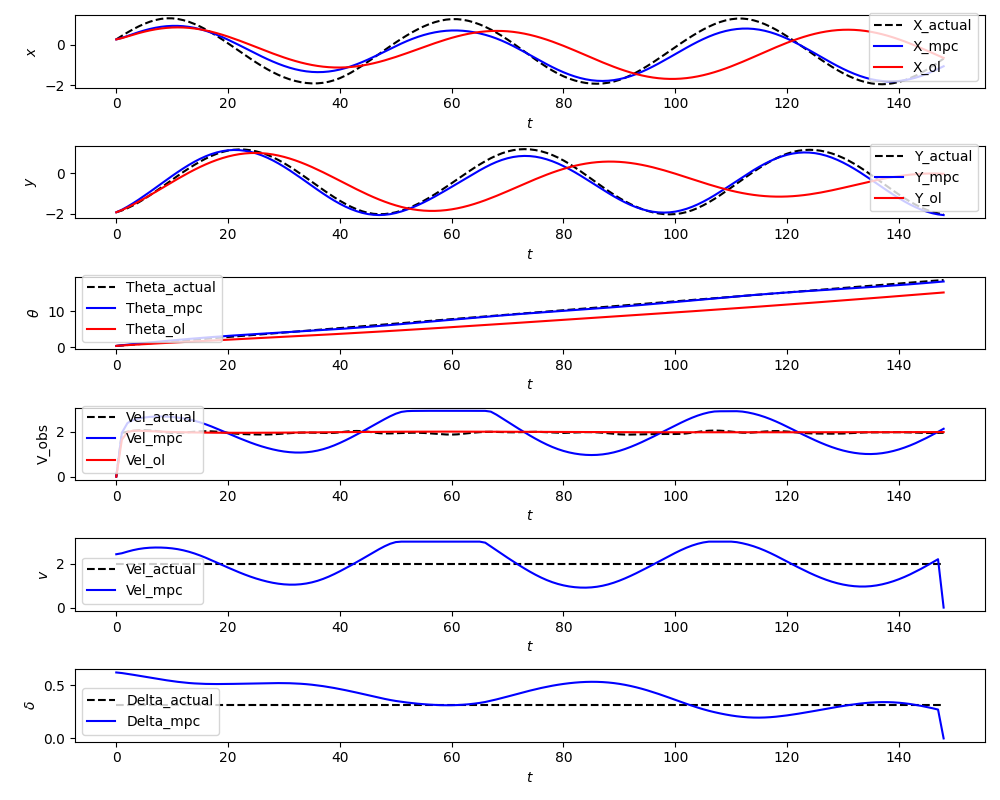 0
−2
x
X_actual
X_mpc
X_ol
0 20 40 60 80 100 120 140
t
0
−2
y
Y_actual
Y_mpc
Y_ol
0 20 40 60 80 100 120 140
t
10
0
θ
Theta_actual
Theta_mpc
Theta_ol
0 20 40 60 80 100 120 140
t
2
0
V_obs
Vel_actual
Vel_mpc
Vel_ol
0 20 40 60 80 100 120 140
t
2
0
v
Vel_actual
Vel_mpc
0 20 40 60 80 100 120 140
t
0.5
0.0
δ
Delta_actual
Delta_mpc
0 20 40 60 80 100 120 140
t